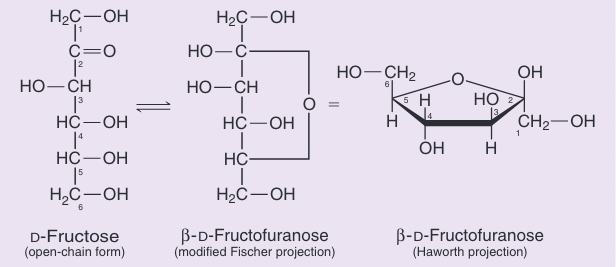 H₂C—OH
1
C=O
2
HO—CH
3
HC—OH
4
HC—OH
5
H₂C—OH
6
D-Fructose
(open-chain form)
H₂C—OH
HO—C
HO—CH
O
HC—OH
HC
H₂C—OH
β-D-Fructofuranose
(modified Fischer projection)
=
HO—CH₂
6
O
OH
5
H
HO
2
H
4
3
1
CH₂—OH
OH
H
β-D-Fructofuranose
(Haworth projection)